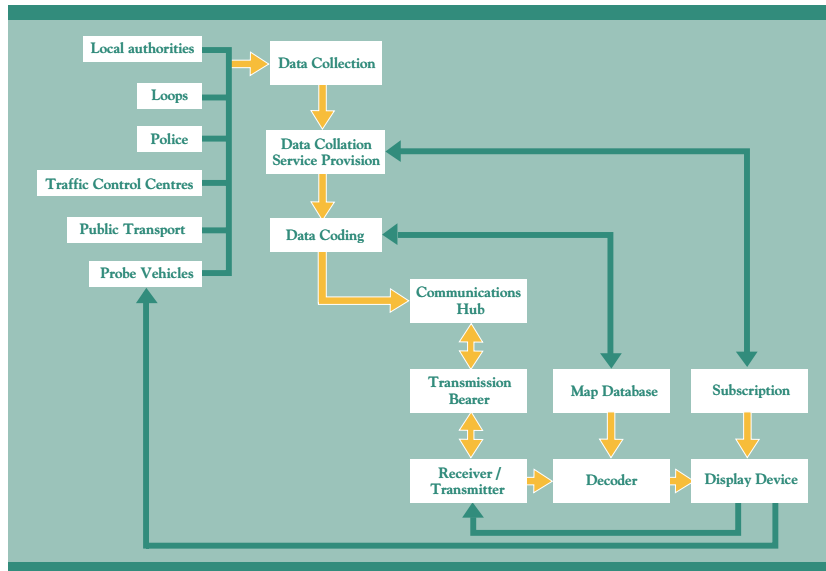 Local authorities
Loops
Police
Traffic Control Centres
Public Transport
Probe Vehicles
Data Collection
Data Collation
Service Provision
Data Coding
Communications
Hub
Transmission
Bearer
Map Database
Subscription
Receiver /
Transmitter
Decoder
Display Device